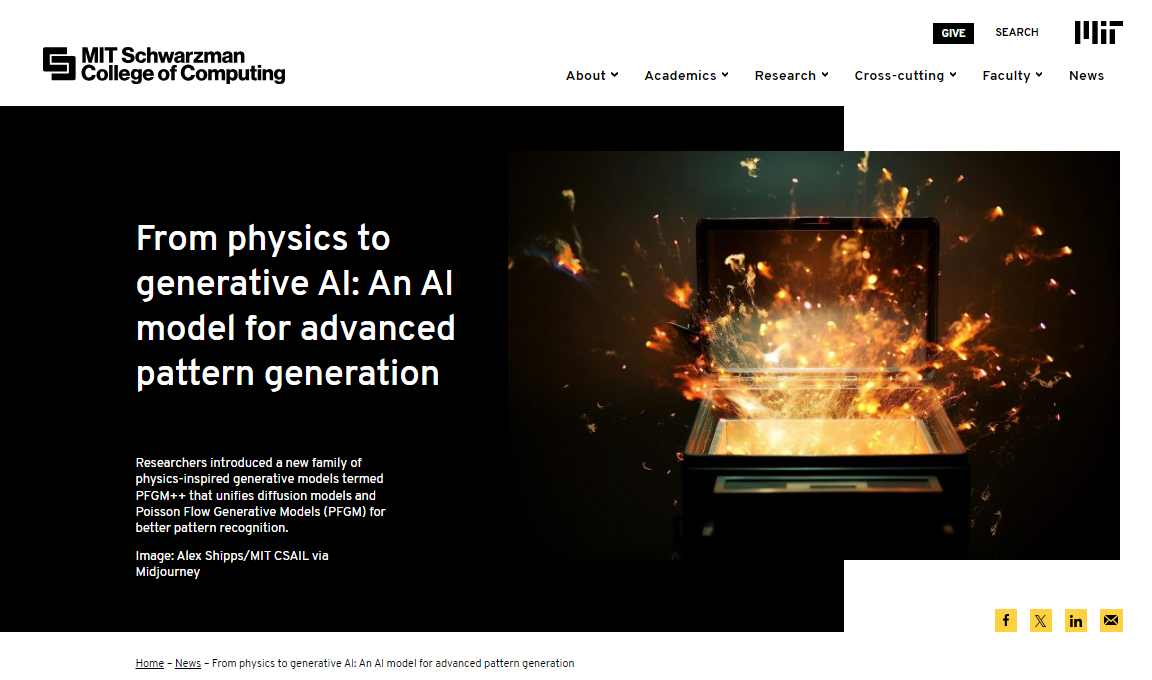 GIVE
SEARCH
MIT
MIT Schwarzman
College of Computing
About
Academics
Research
Cross-cutting
Faculty
News
From physics to
generative AI: An AI
model for advanced
pattern generation
Researchers introduced a new family of
physics-inspired generative models termed
PFGM++ that unifies diffusion models and
Poisson Flow Generative Models (PFGM) for
better pattern recognition.
Image: Alex Shipps/MIT CSAIL via
Midjourney
f
𝕏
in
Home – News – From physics to generative AI: An AI model for advanced pattern generation